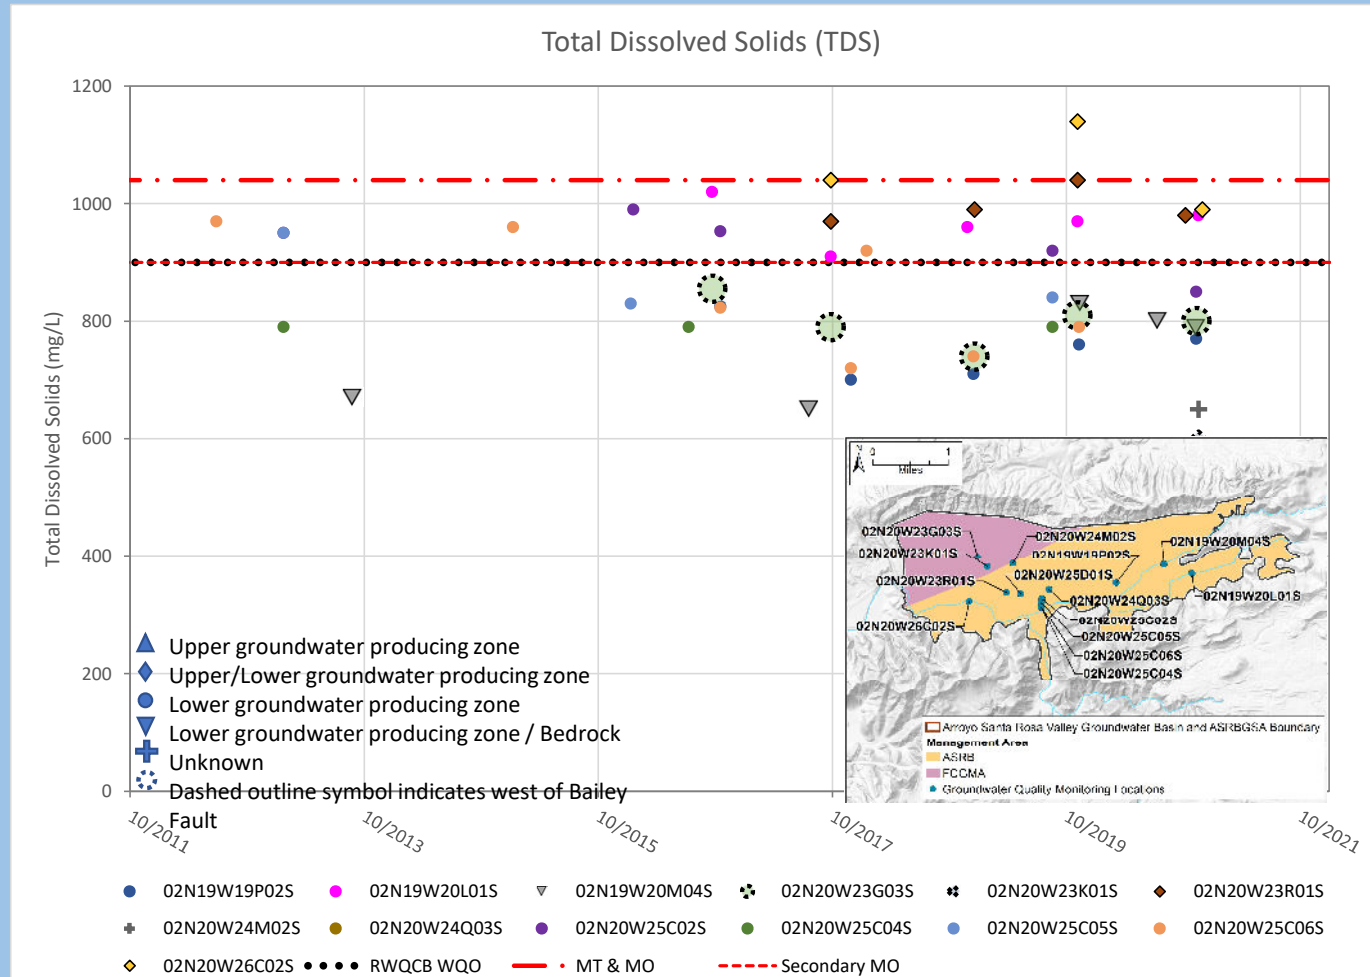 Total Dissolved Solids (TDS)
1200
1000
800
600
400
200
0
Total Dissolved Solids (mg/L)
10/2011
10/2013
10/2015
10/2017
10/2019
10/2021
Upper groundwater producing zone
Upper/Lower groundwater producing zone
Lower groundwater producing zone
Lower groundwater producing zone / Bedrock
Unknown
Dashed outline symbol indicates west of Bailey
Fault
0 1
Miles
02N20W23G03S
02N20W24M02S
02N19W20M04S
02N20W23K01S
02N19W19P02S
02N20W23R01S
02N20W25D01S
02N20W24Q03S
02N19W20L01S
02N20W25C02S
02N20W26C02S
02N20W25C05S
02N20W25C06S
02N20W25C04S
Arroyo Santa Rosa Valley Groundwater Basin and ASRBGSA Boundary
Management Area
ASRB
FCGMA
Groundwater Quality Monitoring Locations
02N19W19P02S 02N19W20L01S 02N19W20M04S 02N20W23G03S 02N20W23K01S 02N20W23R01S
02N20W24M02S 02N20W24Q03S 02N20W25C02S 02N20W25C04S 02N20W25C05S 02N20W25C06S
02N20W26C02S RWQCB WQO MT & MO Secondary MO